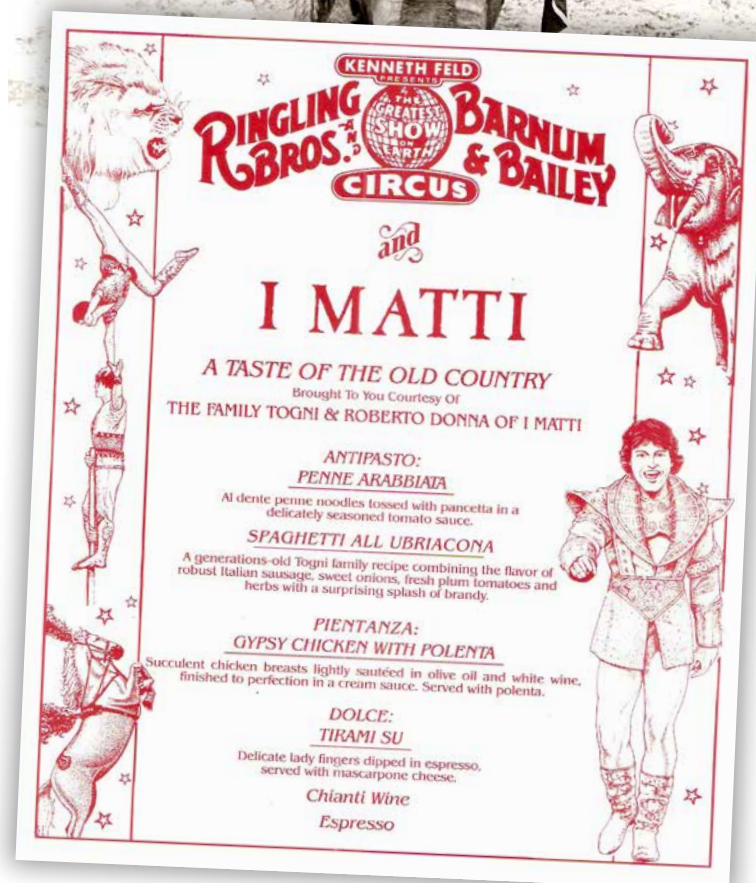 KENNETH FELD
PRESENTS
RINGLING BROS. AND
THE GREATEST SHOW ON EARTH
BARNUM & BAILEY
CIRCUS
and
I MATTI
A TASTE OF THE OLD COUNTRY
Brought To You Courtesy Of
THE FAMILY TOGNI & ROBERTO DONNA OF I MATTI
ANTIPASTO:
PENNE ARABBIATA
Al dente penne noodles tossed with pancetta in a
delicately seasoned tomato sauce.
SPAGHETTI ALL UBRIACONA
A generations-old Togni family recipe combining the flavor of
robust Italian sausage, sweet onions, fresh plum tomatoes and
herbs with a surprising splash of brandy.
PIENTANZA:
GYPSY CHICKEN WITH POLENTA
Succulent chicken breasts lightly sautéed in olive oil and white wine,
finished to perfection in a cream sauce. Served with polenta.
DOLCE:
TIRAMI SU
Delicate lady fingers dipped in espresso,
served with mascarpone cheese.
Chianti Wine
Espresso